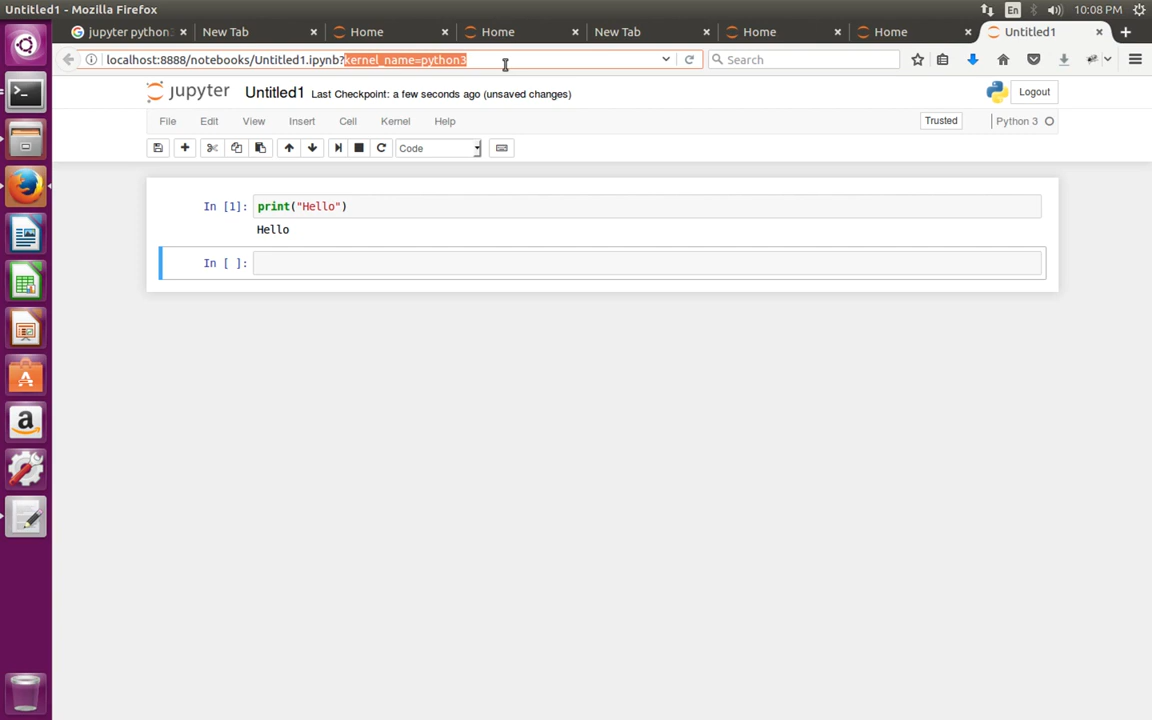 Untitled1 - Mozilla Firefox
En
10:08 PM
jupyter python
New Tab
Home
Home
New Tab
Home
Home
Untitled1
localhost:8888/notebooks/Untitled1.ipynb?kernel_name=python3
Search
jupyter
Untitled1
Last Checkpoint: a few seconds ago (unsaved changes)
Logout
File
Edit
View
Insert
Cell
Kernel
Help
Trusted
Python 3
Code
In [1]:
print("Hello")
Hello
In [ ]: